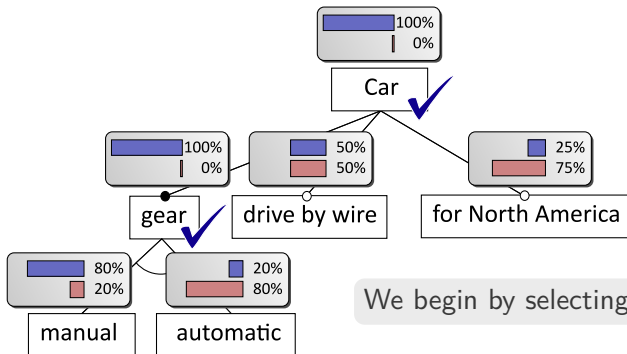 100%
0%
Car
100%
0%
50%
50%
25%
75%
gear
drive by wire
for North America
80%
20%
20%
80%
We begin by selecting
manual
automatic